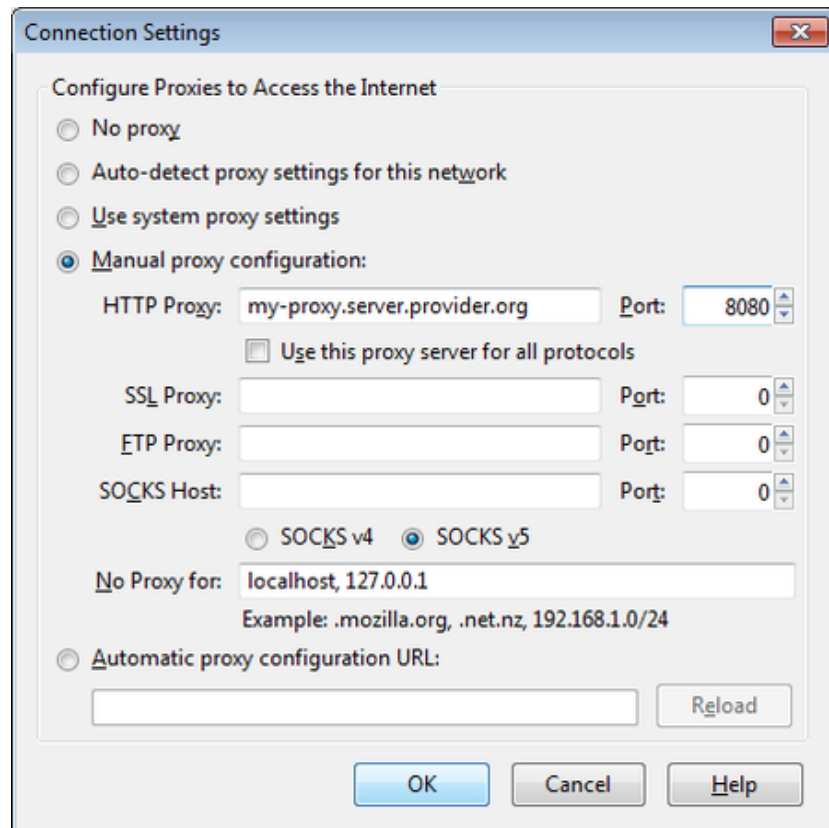 Connection Settings
Configure Proxies to Access the Internet
No proxy
Auto-detect proxy settings for this network
Use system proxy settings
Manual proxy configuration:
HTTP Proxy: my-proxy.server.provider.org Port: 8080
Use this proxy server for all protocols
SSL Proxy: Port: 0
FTP Proxy: Port: 0
SOCKS Host: Port: 0
SOCKS v4 SOCKS v5
No Proxy for: localhost, 127.0.0.1
Example: .mozilla.org, .net.nz, 192.168.1.0/24
Automatic proxy configuration URL:
Reload
OK Cancel Help